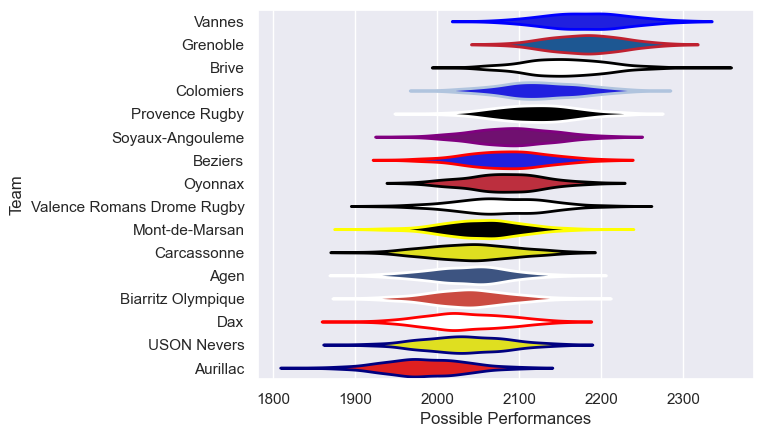 Team
Vannes
Grenoble
Brive
Colomiers
Provence Rugby
Soyaux-Angouleme
Beziers
Oyonnax
Valence Romans Drome Rugby
Mont-de-Marsan
Carcassonne
Agen
Biarritz Olympique
Dax
USON Nevers
Aurillac
1800 1900 2000 2100 2200 2300
Possible Performances